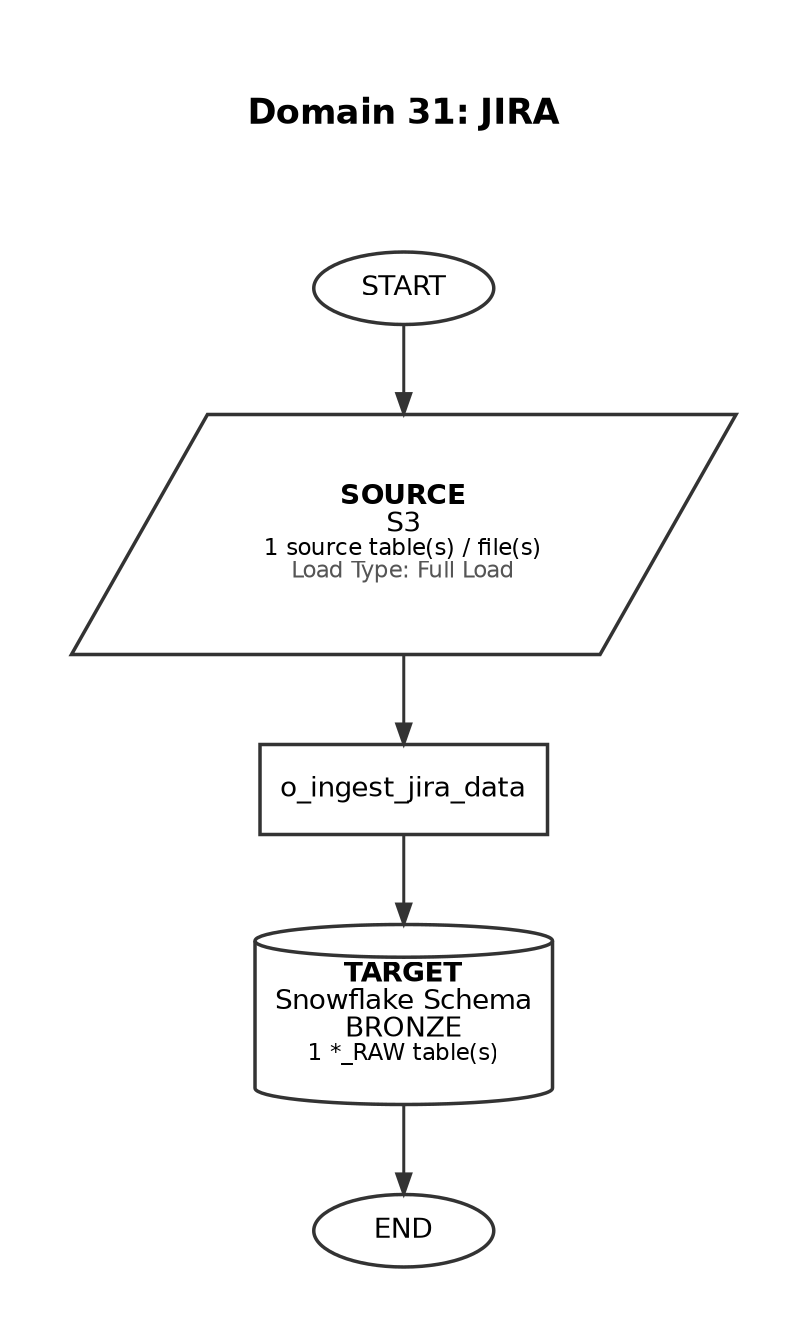 Domain 31: JIRA
START
SOURCE
S3
1 source table(s) / file(s)
Load Type: Full Load
o_ingest_jira_data
TARGET
Snowflake Schema
BRONZE
1 *_RAW table(s)
END